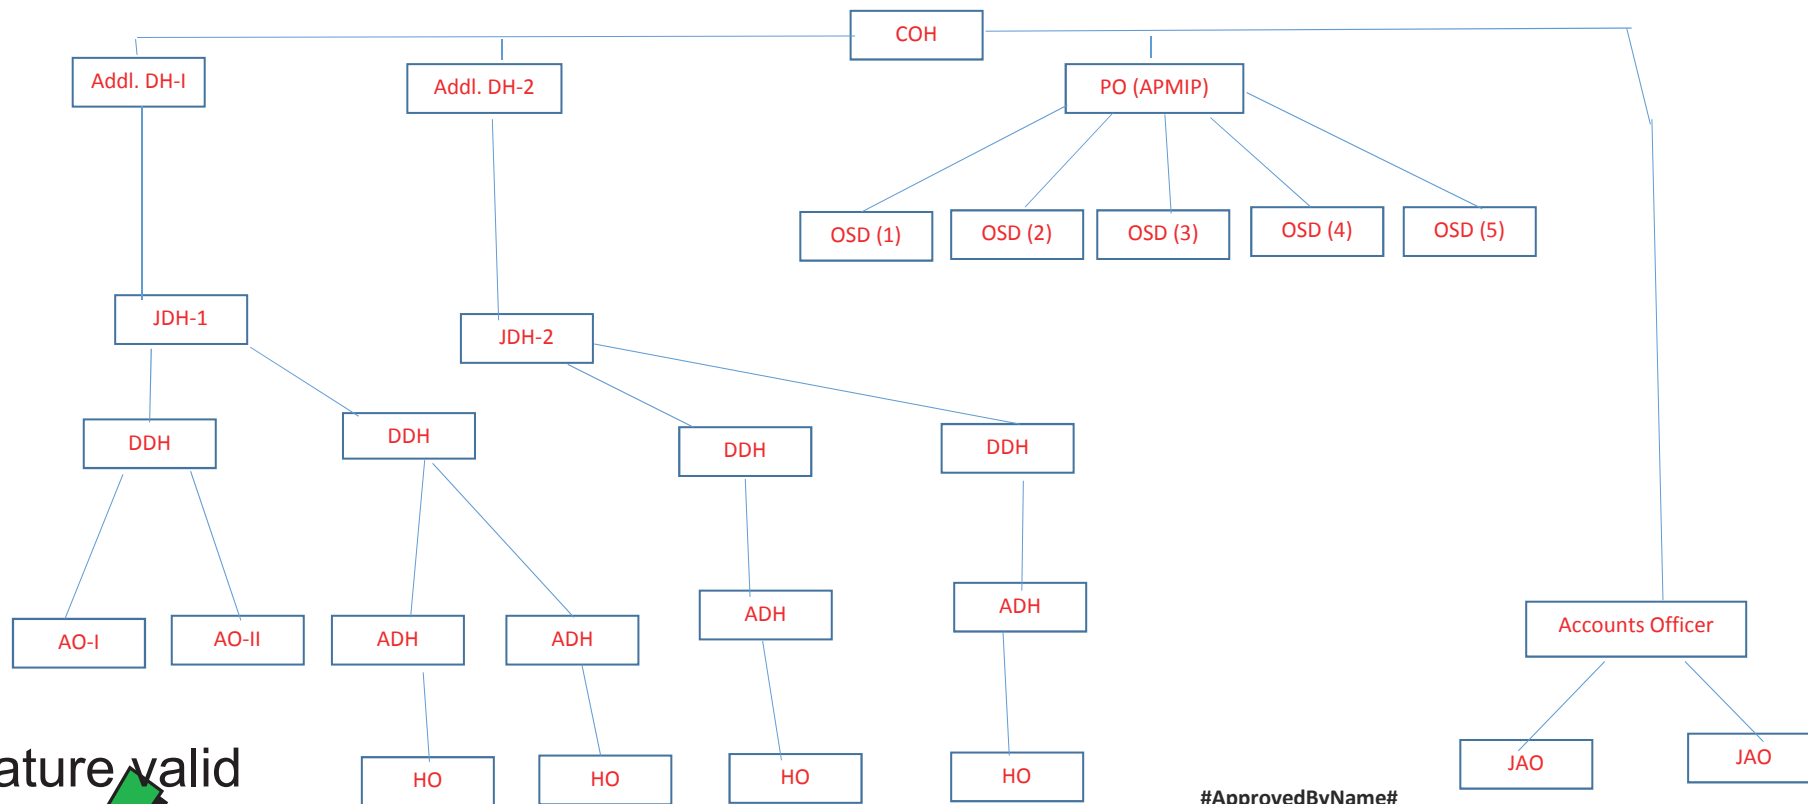 COH
Addl. DH-I
Addl. DH-2
PO (APMIP)
OSD (1)
OSD (2)
OSD (3)
OSD (4)
OSD (5)
JDH-1
JDH-2
DDH
DDH
DDH
DDH
ADH
ADH
Accounts Officer
AO-I
AO-II
ADH
ADH
JAO
JAO
HO
HO
HO
HO
ature valid
#ApprovedByName#